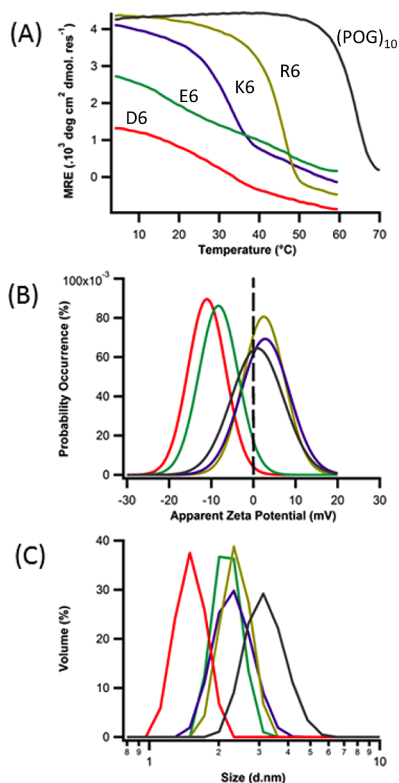 (A)
MRE (.10³ deg cm² dmol. res⁻¹)
4
3
2
1
0
D6
E6
K6
R6
(POG)₁₀
10 20 30 40 50 60 70
Temperature (°C)
(B)
Probability Occurrence (%)
100x10⁻³
80
60
40
20
0
-30 -20 -10 0 10 20 30
Apparent Zeta Potential (mV)
(C)
Volume (%)
40
30
20
10
0
8 9 1 2 3 4 5 6 7 8 9 10
Size (d.nm)